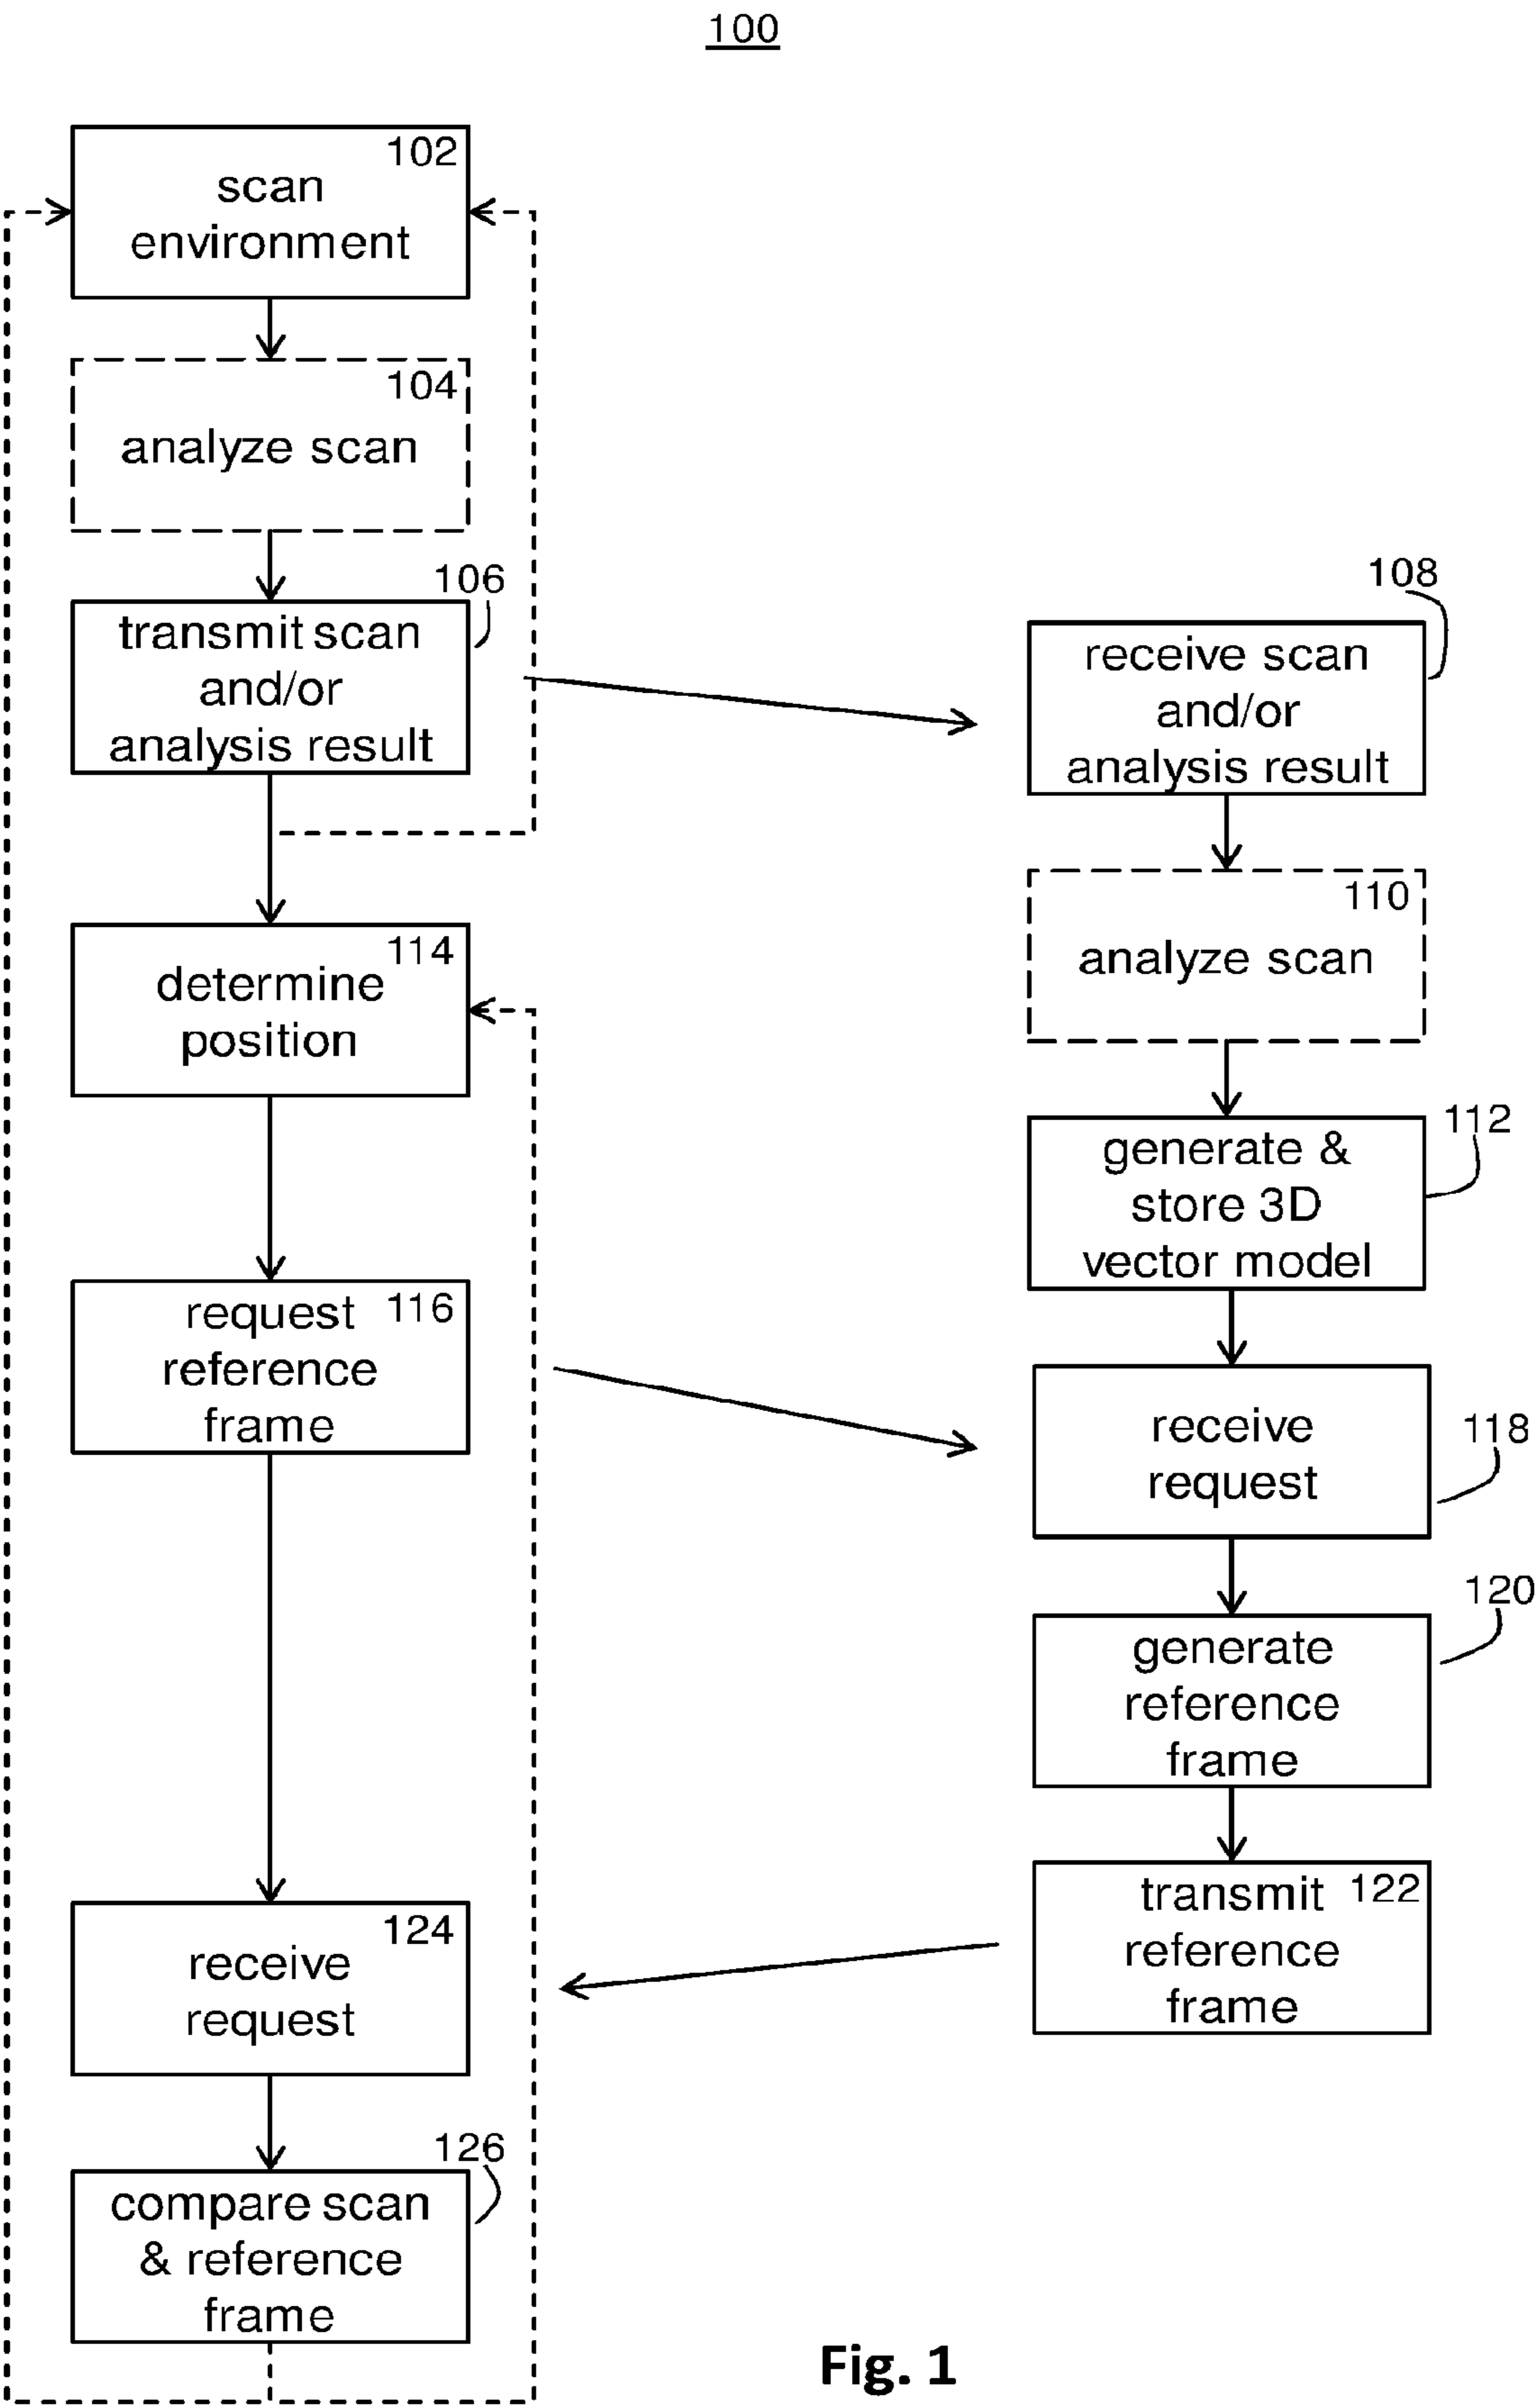 100
102
scan
environment
104
analyze scan
106
transmit scan
and/or
analysis result
108
receive scan
and/or
analysis result
110
analyze scan
114
determine
position
112
generate &
store 3D
vector model
request 116
reference
frame
118
receive
request
120
generate
reference
frame
transmit 122
reference
frame
124
receive
request
126
compare scan
& reference
frame
Fig. 1